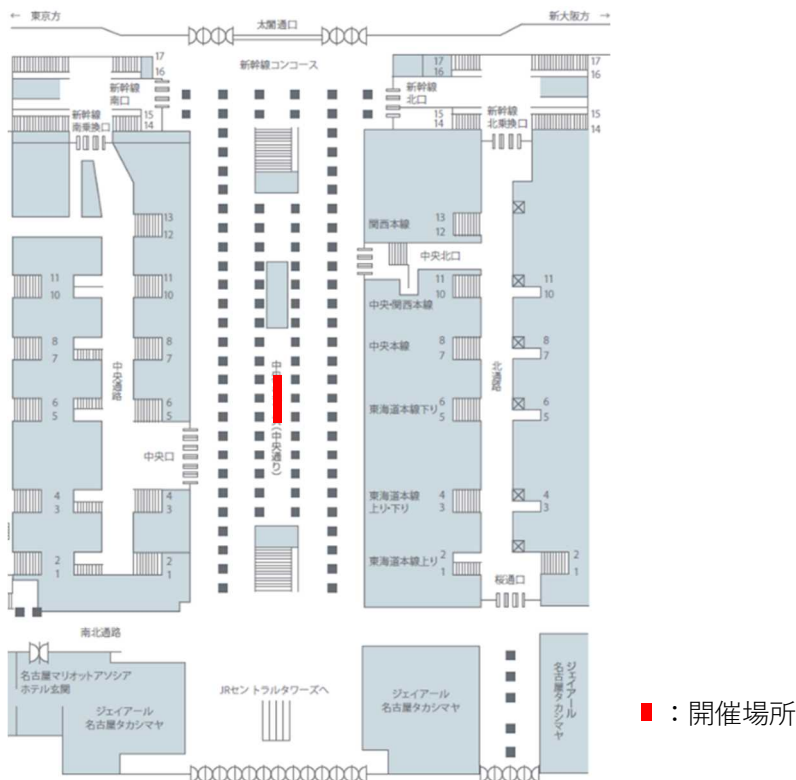 ← 東京方
太閤通口
新大阪方 →
新幹線コンコース
17
16
新幹線
南口
15
14
新幹線
南乗換口
17
16
新幹線
北口
15
14
新幹線
北乗換口
17
16
15
14
13
12
関西本線
13
12
中央北口
11
10
11
10
11
10
中央・関西本線
11
10
8
7
8
7
中央本線
8
7
8
7
中央通路
北通路
中央
(中央通り)
6
5
6
5
東海道本線下り
6
5
6
5
中央口
4
3
4
3
東海道本線
上り・下り
4
3
4
3
2
1
2
1
東海道本線上り
2
1
2
1
桜通口
南北通路
名古屋マリオットアソシア
ホテル玄関
ジェイアール
名古屋タカシマヤ
JRセントラルタワーズへ
ジェイアール
名古屋タカシマヤ
ジェイアール
名古屋タカシマヤ
：開催場所